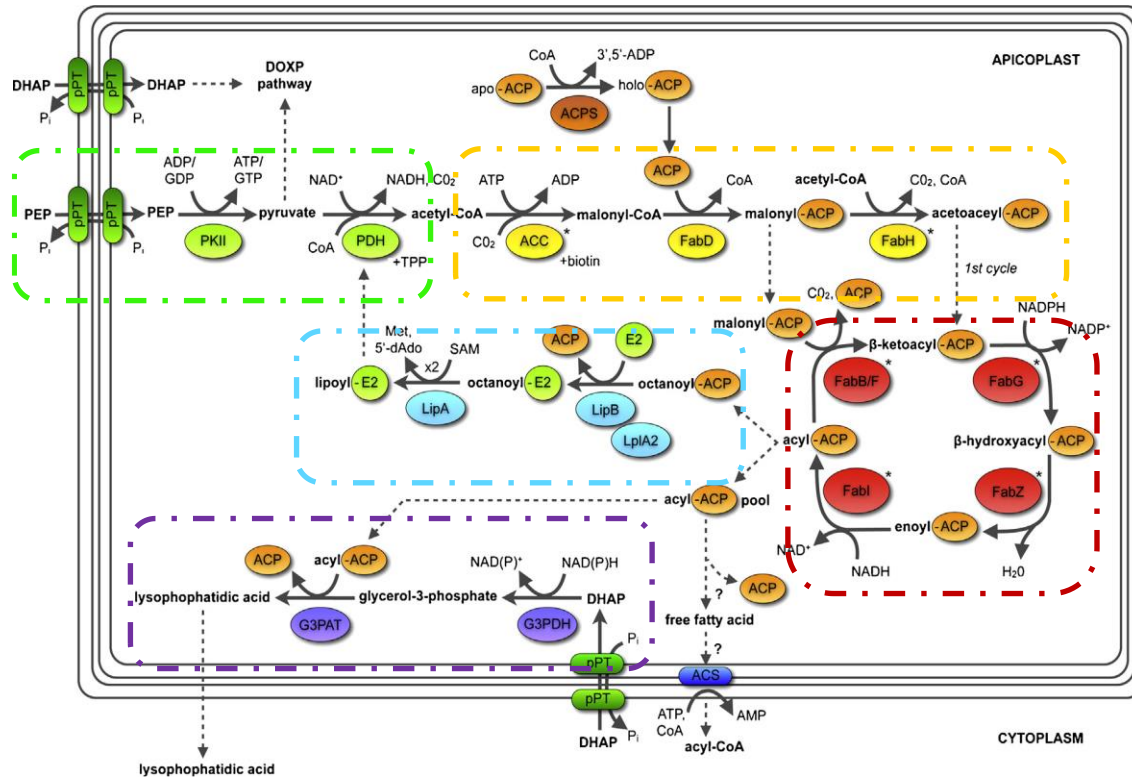 APICOPLAST
DHAP
pPT
pPT
DHAP
DOXP
pathway
Pᵢ
Pᵢ
CoA
3',5'-ADP
apo -ACP
holo -ACP
ACPS
ADP/
GDP
ATP/
GTP
NAD⁺
NADH, C0₂
ATP
ADP
ACP
CoA
acetyl-CoA
C0₂, CoA
PEP
pPT
pPT
PEP
pyruvate
acetyl-CoA
malonyl-CoA
malonyl -ACP
acetoaceyl -ACP
Pᵢ
Pᵢ
PKII
CoA
PDH
+TPP
C0₂
ACC
*
+biotin
FabD
FabH
*
1st cycle
C0₂, ACP
NADPH
NADP⁺
malonyl -ACP
β-ketoacyl -ACP
FabB/F
*
FabG
*
Met,
5'-dAdo
x2
SAM
ACP
E2
lipoyl -E2
octanoyl -E2
octanoyl -ACP
LipA
LipB
LplA2
acyl -ACP
β-hydroxyacyl -ACP
FabI
*
FabZ
*
enoyl -ACP
NAD⁺
NADH
H₂0
acyl -ACP pool
ACP
acyl -ACP
NAD(P)⁺
NAD(P)H
ACP
?
lysophophatidic acid
glycerol-3-phosphate
DHAP
free fatty acid
G3PAT
G3PDH
Pᵢ
?
pPT
ACS
pPT
ATP,
CoA
AMP
Pᵢ
DHAP
acyl-CoA
CYTOPLASM
lysophophatidic acid